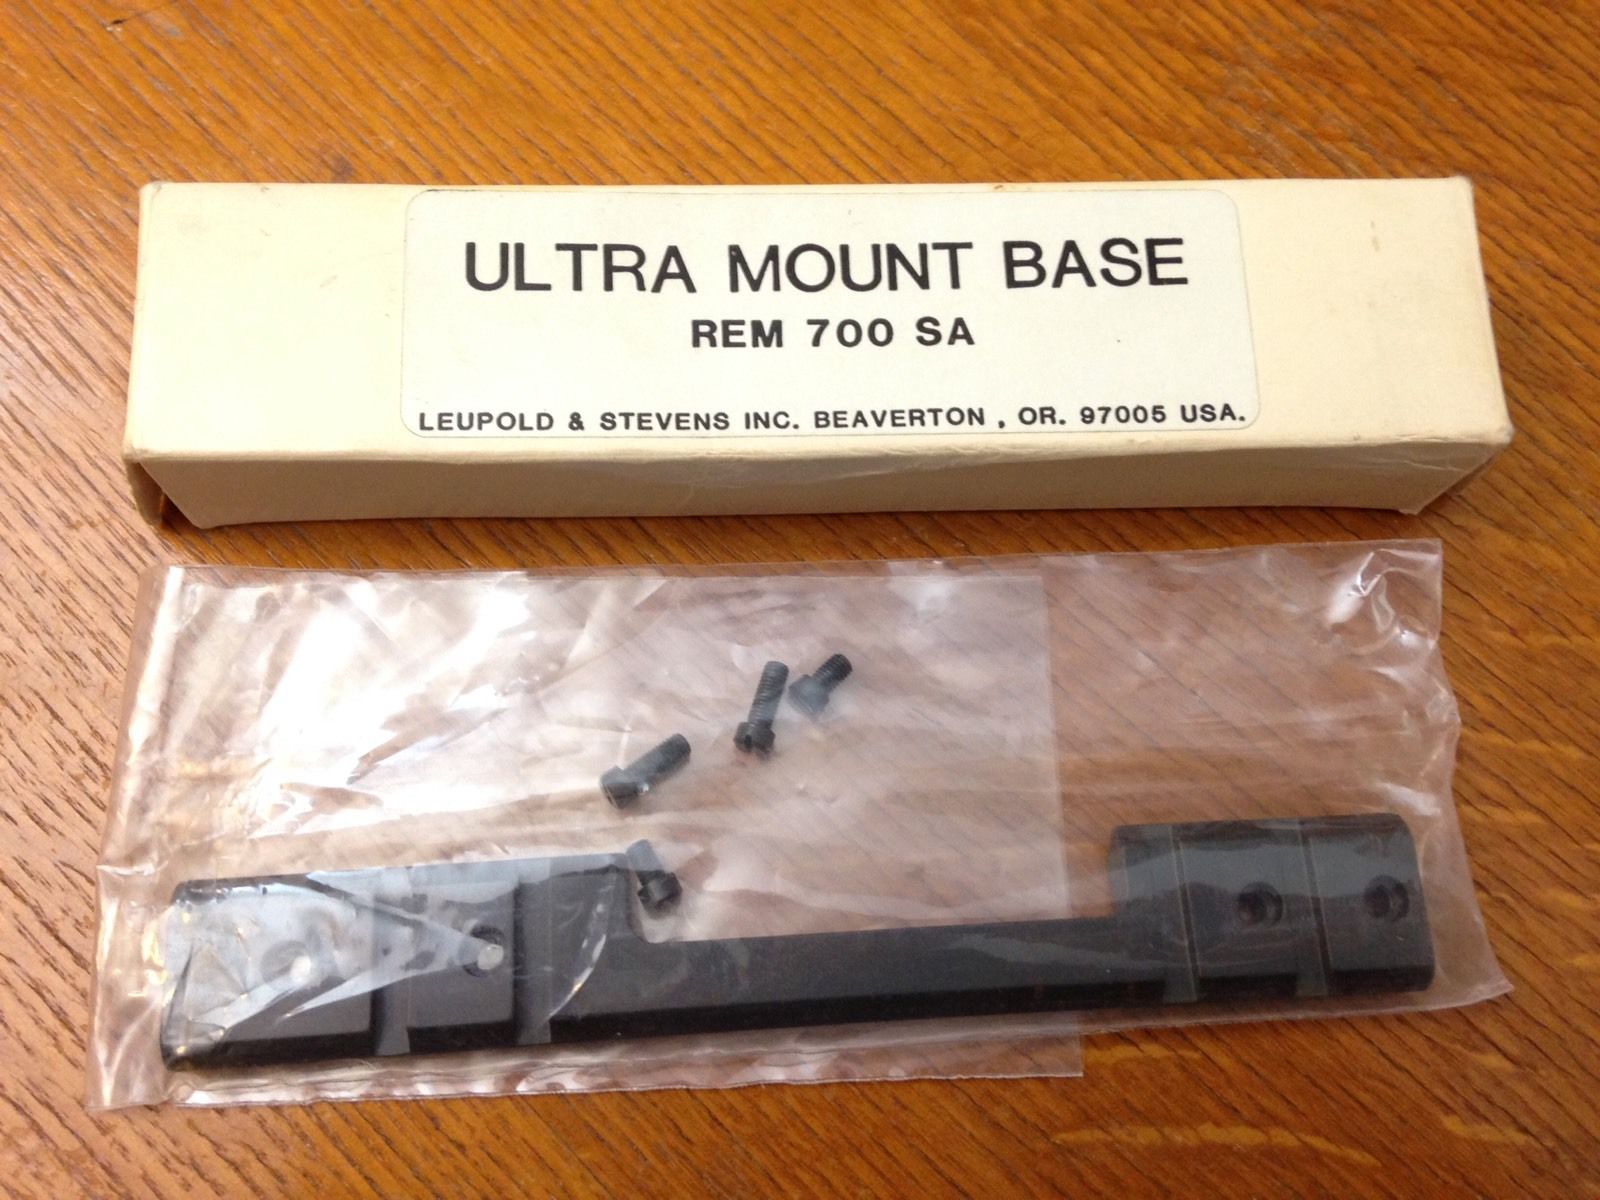 ULTRA MOUNT BASE
REM 700 SA
LEUPOLD & STEVENS INC. BEAVERTON , OR. 97005 USA.